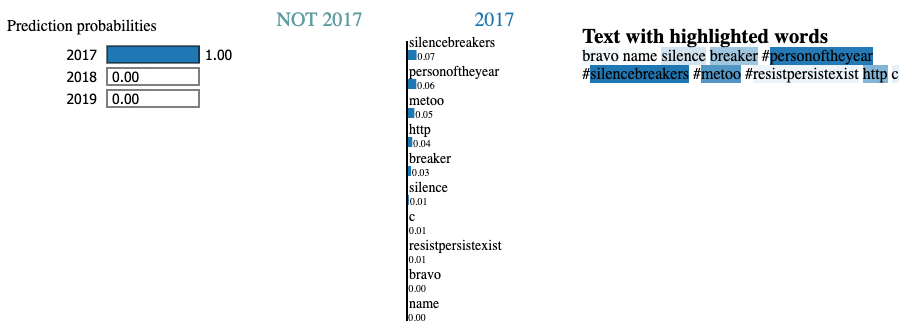 Prediction probabilities
2017 1.00
2018 0.00
2019 0.00
NOT 2017 2017
silencebreakers
0.07
personoftheyear
0.06
metoo
0.05
http
0.04
breaker
0.03
silence
0.01
c
0.01
resistpersistexist
0.01
bravo
0.00
name
0.00
Text with highlighted words
bravo name silence breaker #personoftheyear
#silencebreakers #metoo #resistpersistexist http c